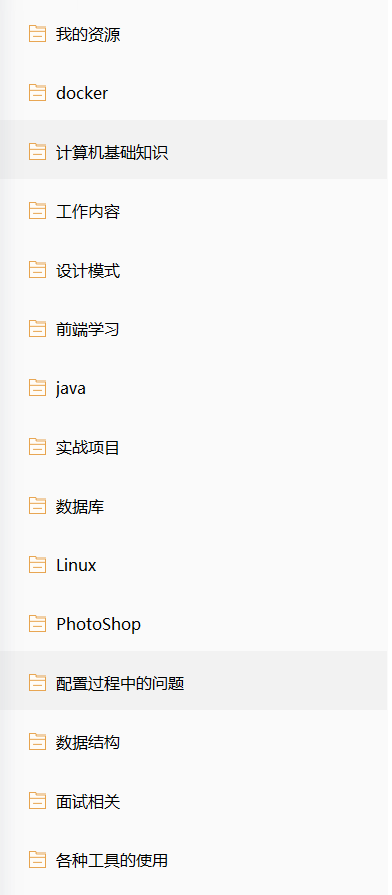 我的资源
docker
计算机基础知识
工作内容
设计模式
前端学习
java
实战项目
数据库
Linux
PhotoShop
配置过程中的问题
数据结构
面试相关
各种工具的使用